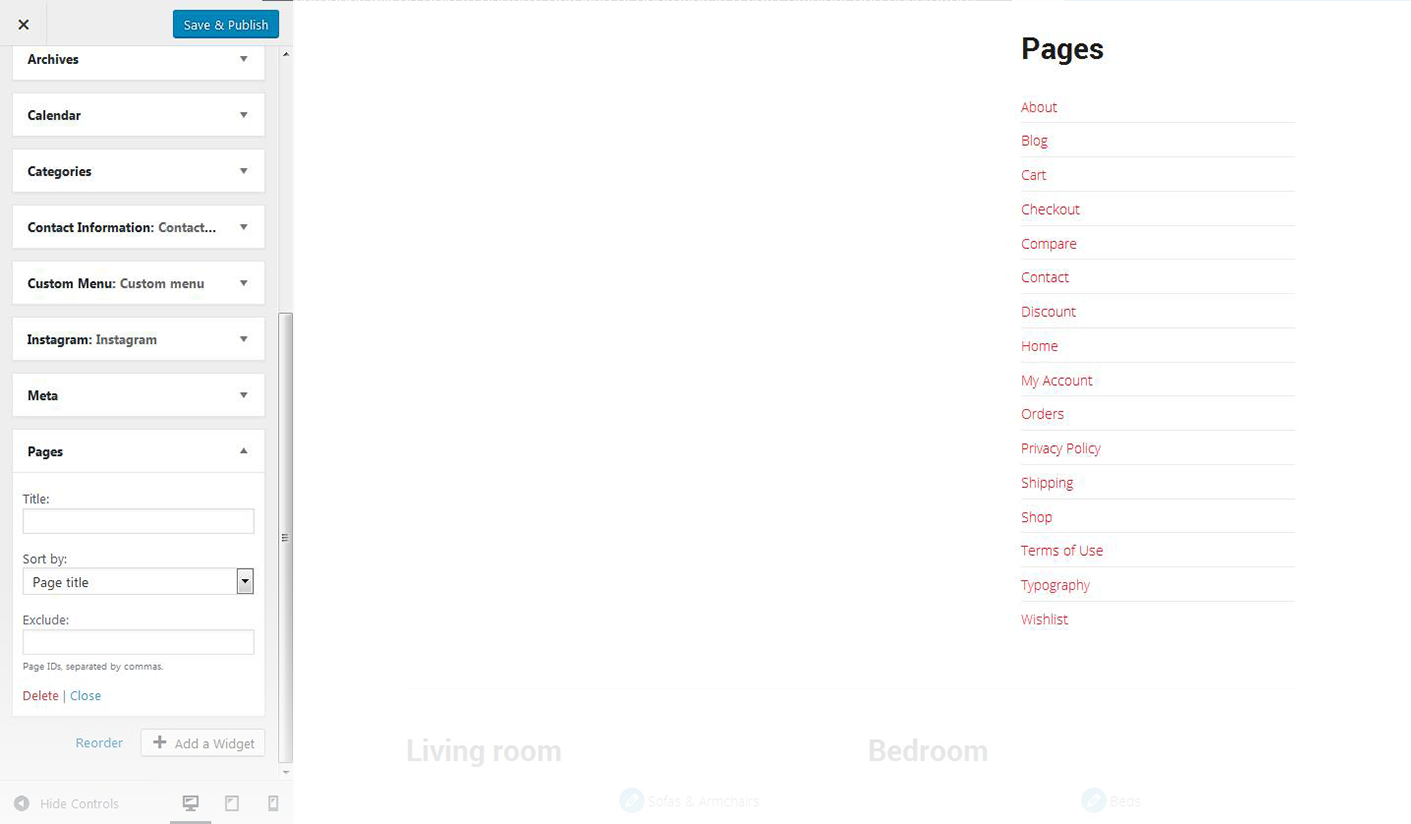 Save & Publish
Archives
Calendar
Categories
Contact Information: Contact...
Custom Menu: Custom menu
Instagram: Instagram
Meta
Pages
Title:
Sort by:
Page title
Exclude:
Page IDs, separated by commas.
Delete | Close
Reorder
Add a Widget
Hide Controls
Pages
About
Blog
Cart
Checkout
Compare
Contact
Discount
Home
My Account
Orders
Privacy Policy
Shipping
Shop
Terms of Use
Typography
Wishlist
Living room
Sofas & Armchairs
Bedroom
Beds